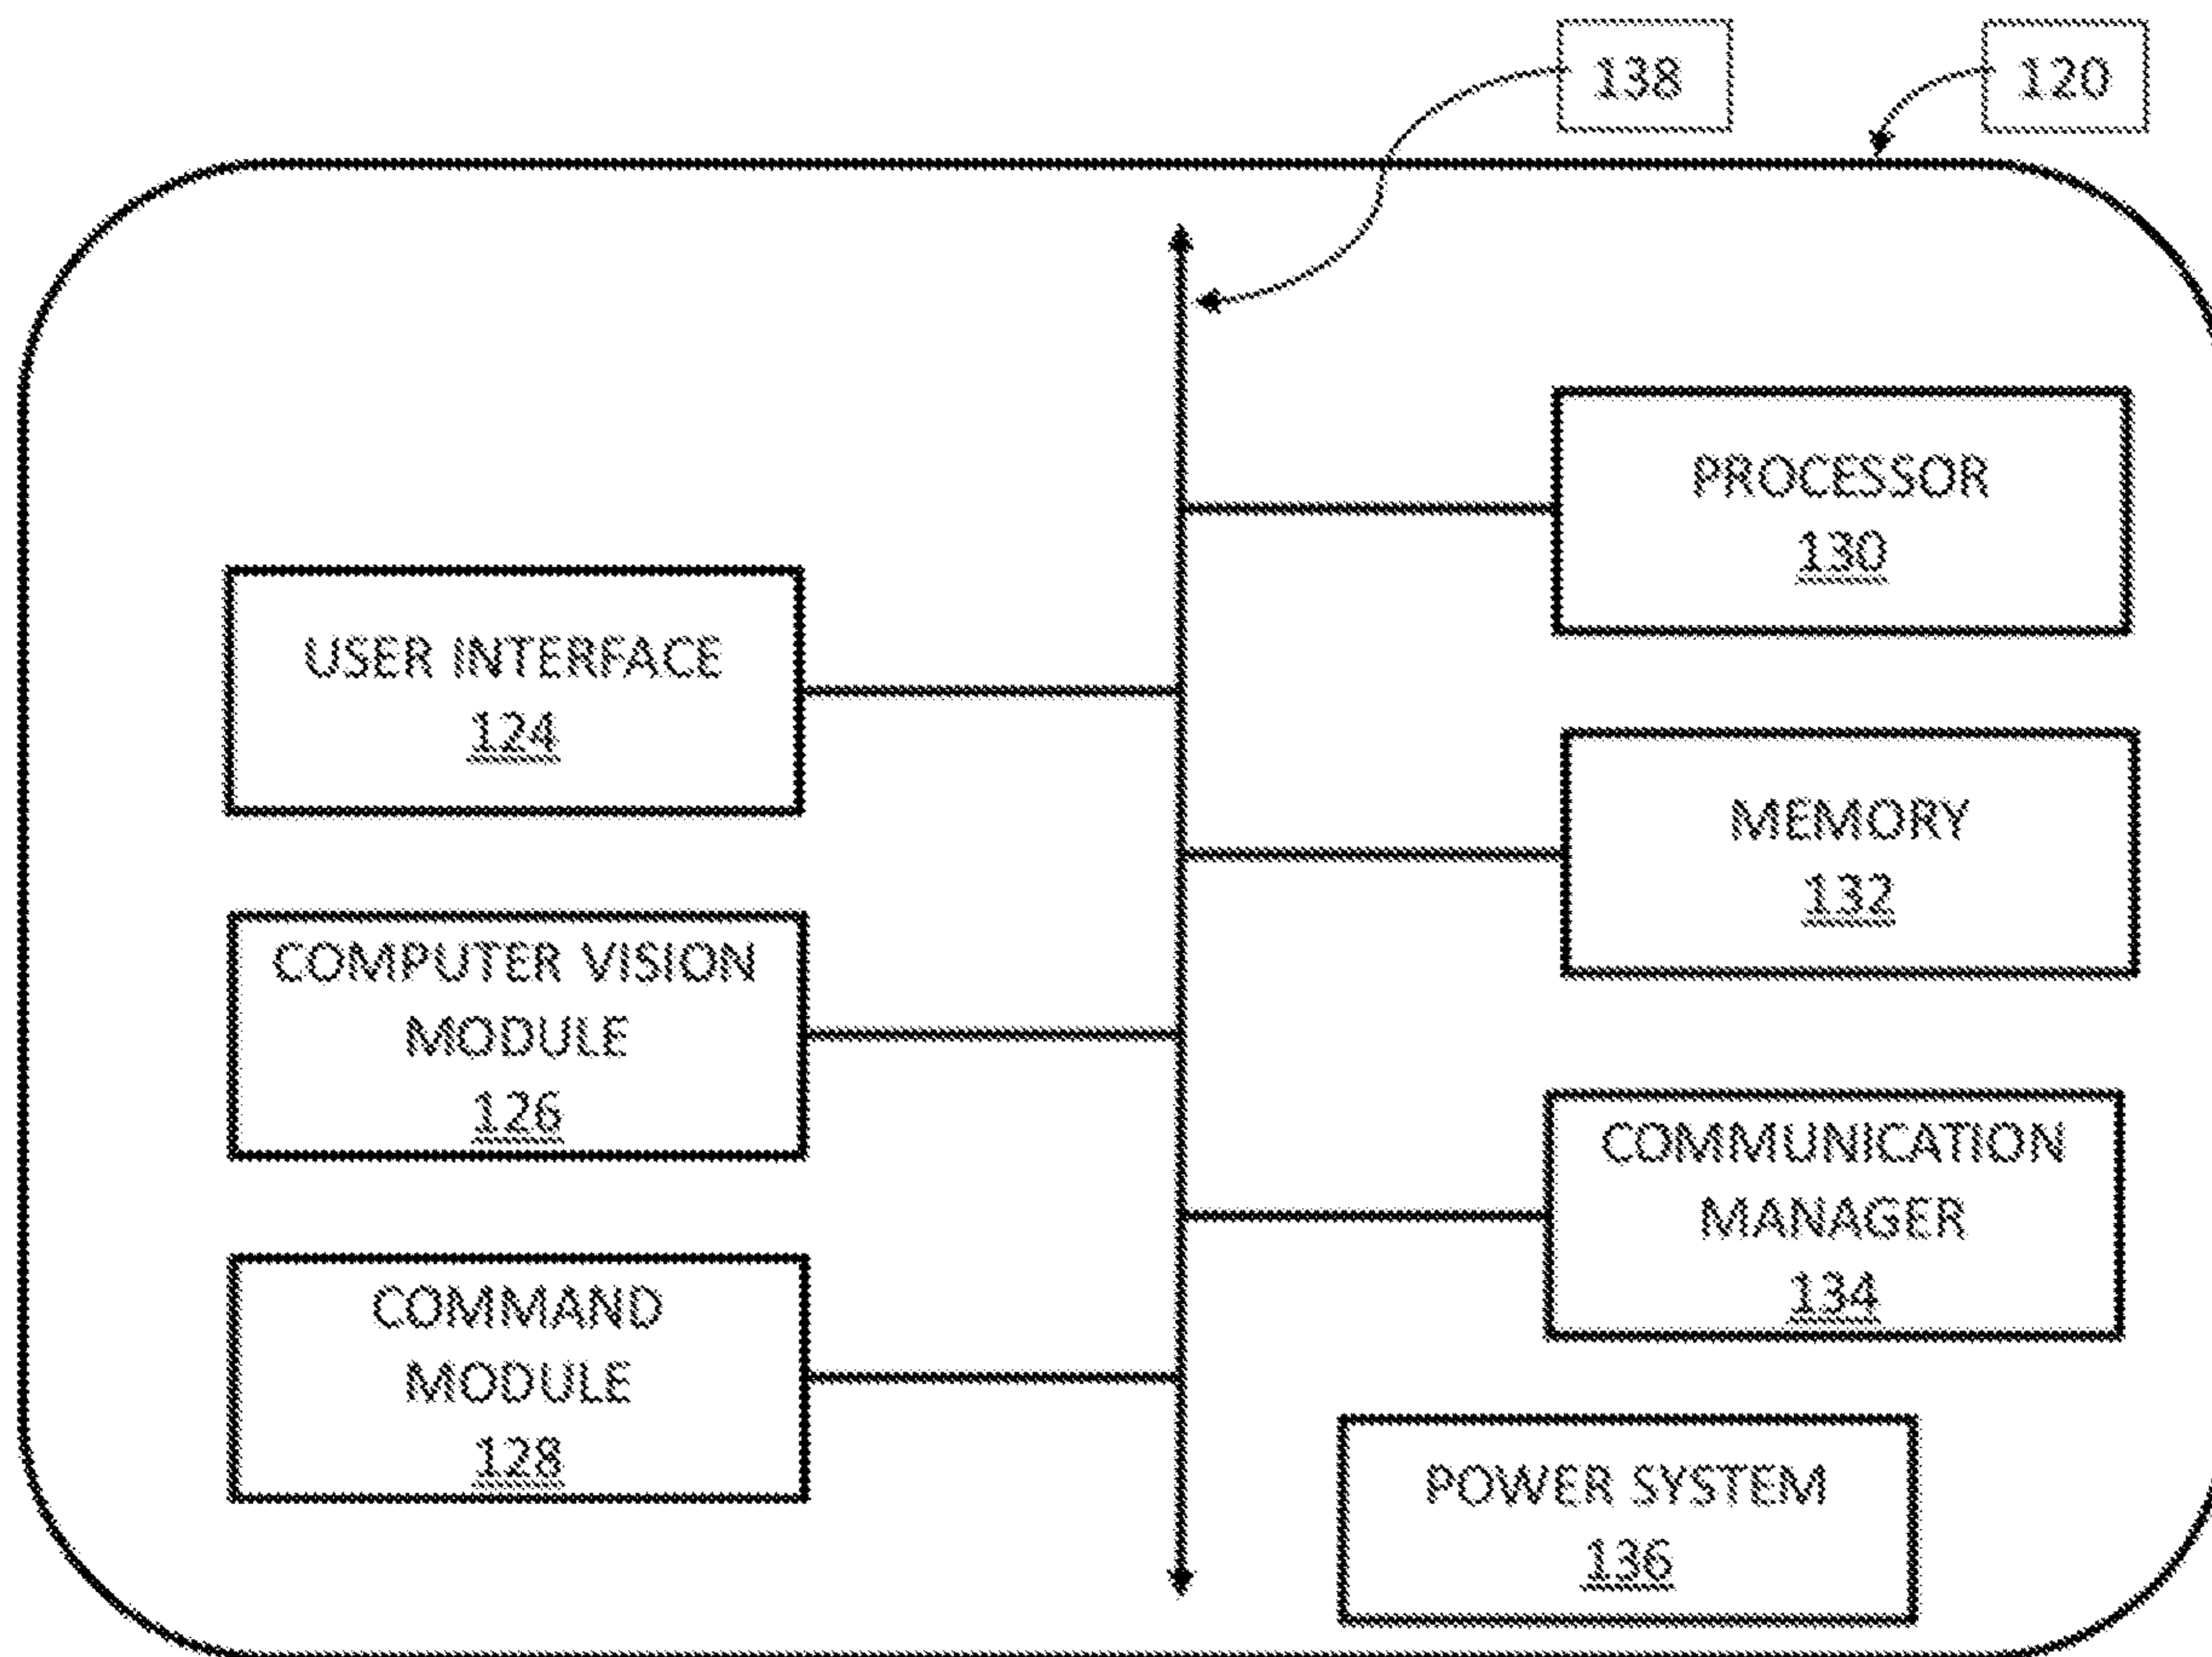 138
120
PROCESSOR
130
USER INTERFACE
124
MEMORY
132
COMPUTER VISION
MODULE
126
COMMUNICATION
MANAGER
134
COMMAND
MODULE
128
POWER SYSTEM
136